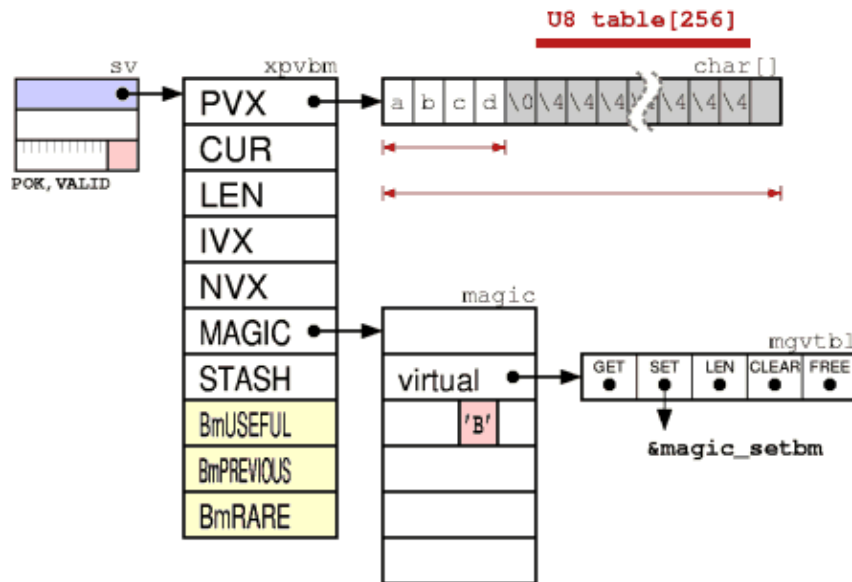 U8 table[256]
sv
xpvbm
char[]
PVX
a b c d \0 \4 \4 \4 \4 \4 \4 \4
POK,VALID
CUR
LEN
IVX
NVX
magic
MAGIC
mgvtbl
STASH
virtual
GET SET LEN CLEAR FREE
BmUSEFUL
'B'
&magic_setbm
BmPREVIOUS
BmRARE